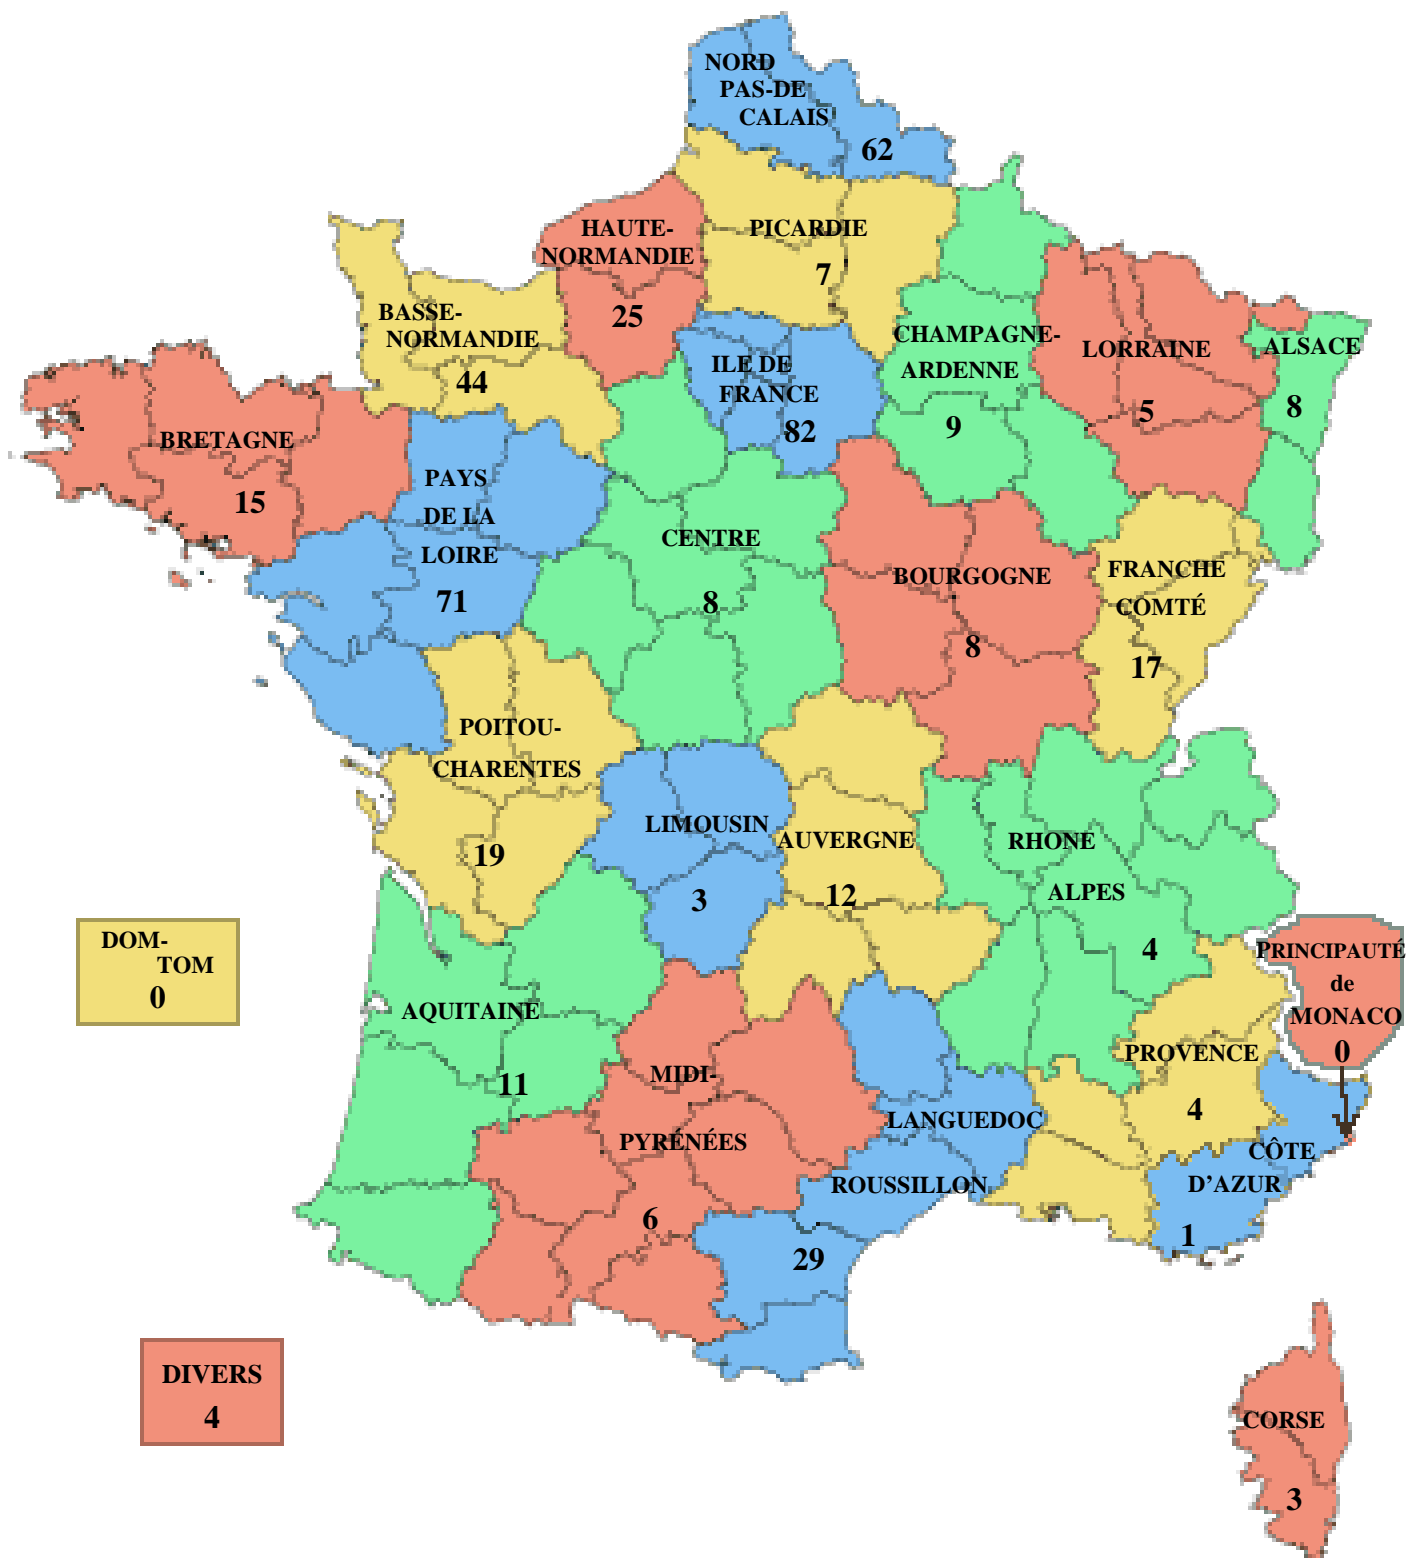 NORD
PAS-DE
CALAIS
62
HAUTE-
NORMANDIE
25
PICARDIE
7
BASSE-
NORMANDIE
44
ILE DE
FRANCE
82
CHAMPAGNE-
ARDENNE
9
LORRAINE
5
ALSACE
8
BRETAGNE
15
PAYS
DE LA
LOIRE
71
CENTRE
8
BOURGOGNE
8
FRANCHE
COMTÉ
17
POITOU-
CHARENTES
19
LIMOUSIN
3
AUVERGNE
12
RHONE
ALPES
4
DOM-
TOM
0
AQUITAINE
11
MIDI-
PYRÉNÉES
6
LANGUEDOC
ROUSSILLON
29
PROVENCE
4
CÔTE
D’AZUR
1
PRINCIPAUTÉ
de
MONACO
0
DIVERS
4
CORSE
3